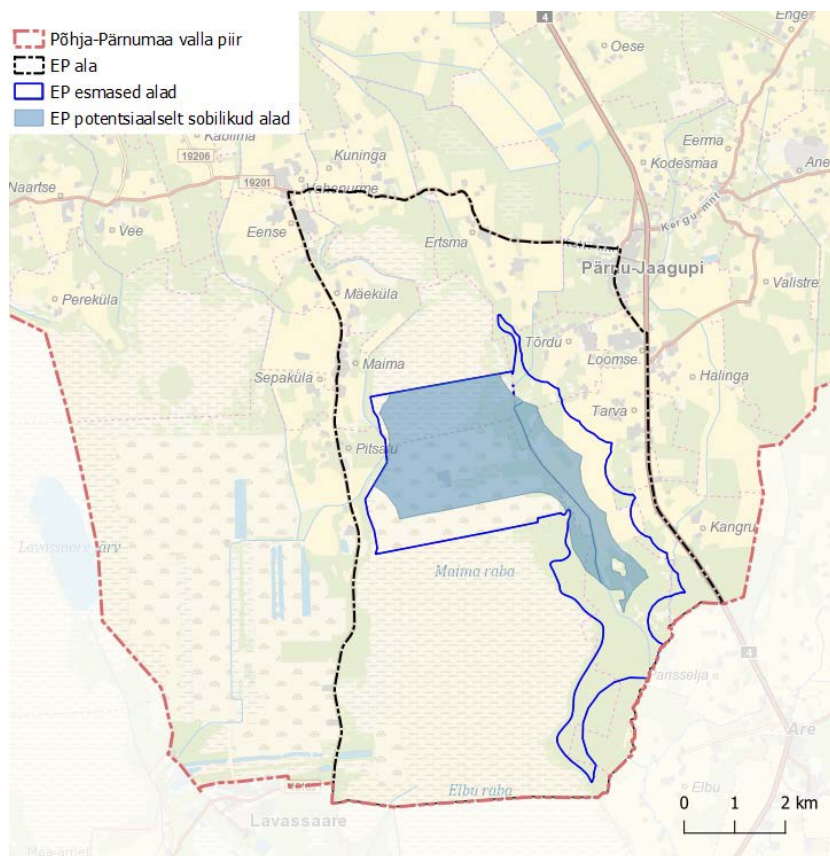 Põhja-Pärnumaa valla piir
EP ala
EP esmased alad
EP potentsiaalselt sobilikud alad
4
Enge
Oese
Eerma
Kodesmaa
Ane
19206
Kuninga
19201
Naartse
Vee
Eense
Ertsma
Kergu mnt
Pärnu-Jaagupi
Valistre
Pereküla
Mäeküla
Tõrdu
Loomse
Maima
Halinga
Sepaküla
Tarva
Pitsalu
Kangru
Lavassaare järv
Maima raba
4
Are
Elbu raba
Elbu
Lavassaare
0 1 2 km